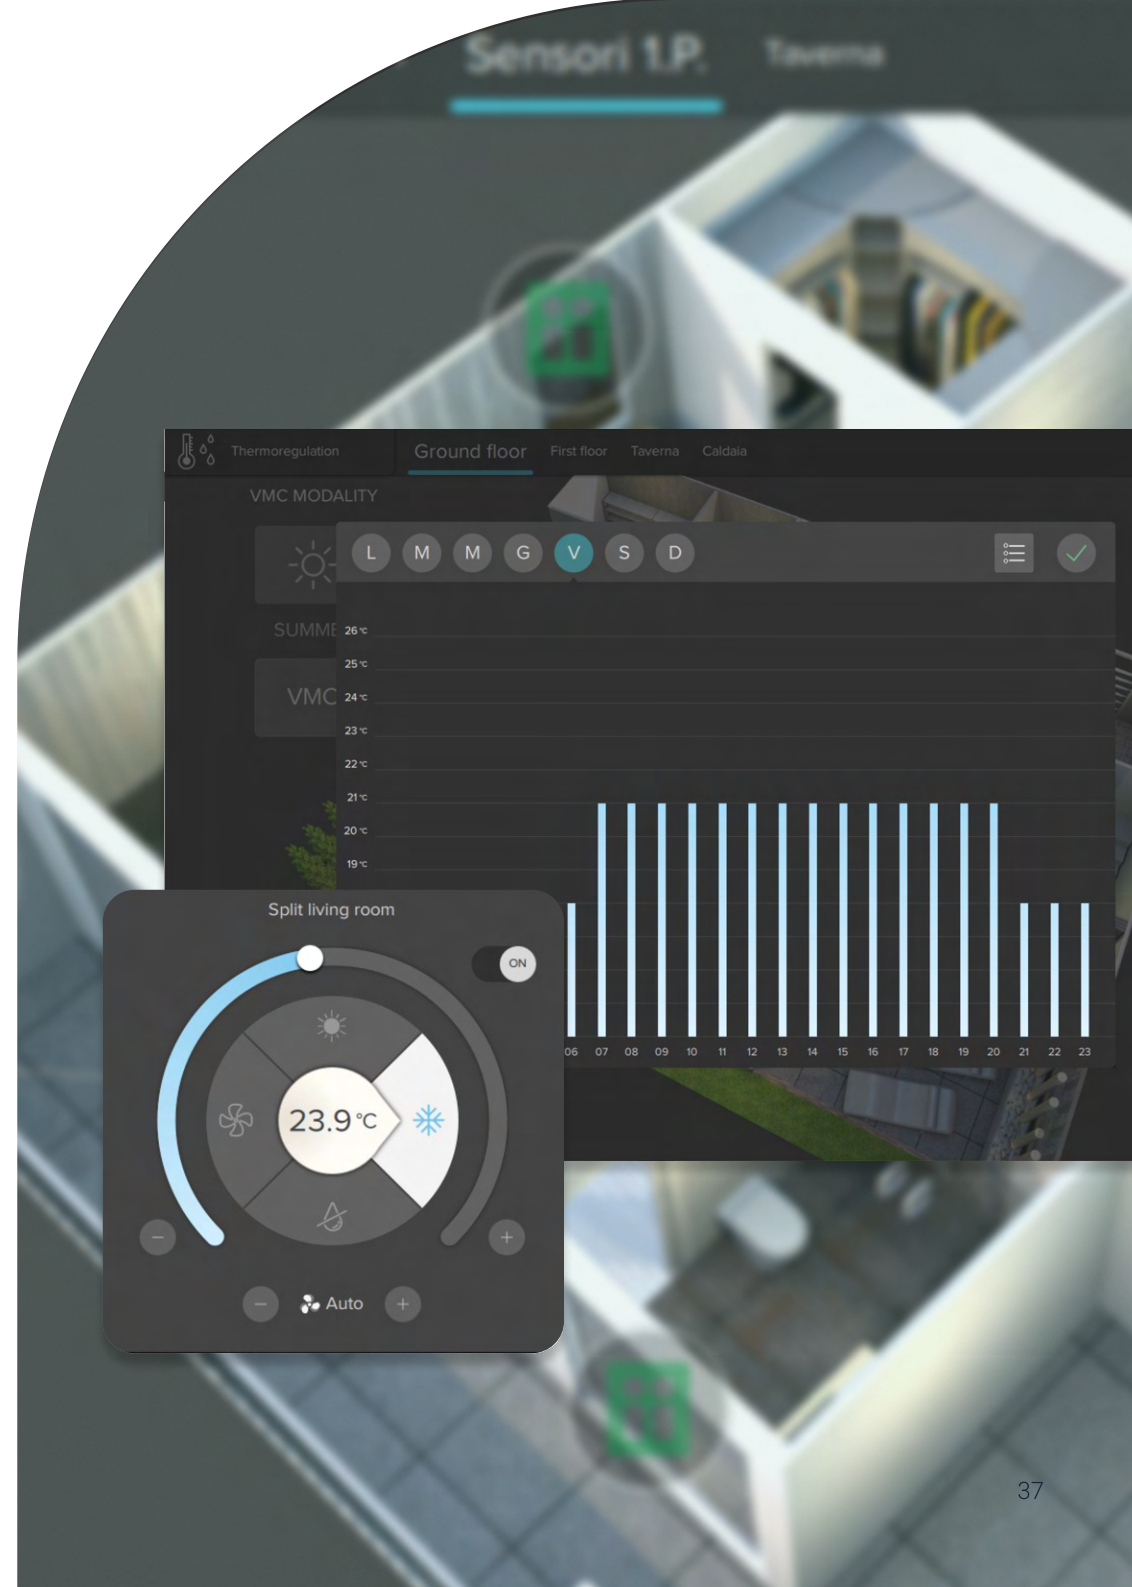 Sensori 1.P. Taverna
Thermoregulation Ground floor First floor Taverna Caldaia
VMC MODALITY
L M M G V S D
SUMME
VMC
26 °C
25 °C
24 °C
23 °C
22 °C
21 °C
20 °C
19 °C
06 07 08 09 10 11 12 13 14 15 16 17 18 19 20 21 22 23
Split living room
ON
23.9 °C
Auto
37